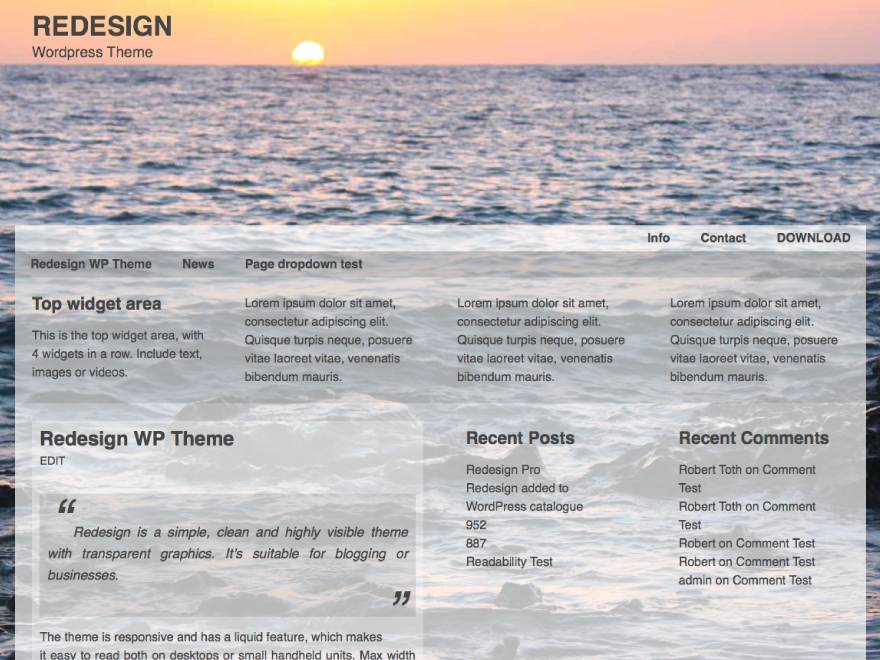 REDESIGN
Wordpress Theme
Info Contact DOWNLOAD
Redesign WP Theme News Page dropdown test
Top widget area
This is the top widget area, with
4 widgets in a row. Include text,
images or videos.
Lorem ipsum dolor sit amet,
consectetur adipiscing elit.
Quisque turpis neque, posuere
vitae laoreet vitae, venenatis
bibendum mauris.
Lorem ipsum dolor sit amet,
consectetur adipiscing elit.
Quisque turpis neque, posuere
vitae laoreet vitae, venenatis
bibendum mauris.
Lorem ipsum dolor sit amet,
consectetur adipiscing elit.
Quisque turpis neque, posuere
vitae laoreet vitae, venenatis
bibendum mauris.
Redesign WP Theme
EDIT
“
Redesign is a simple, clean and highly visible theme
with transparent graphics. It's suitable for blogging or
businesses.
”
The theme is responsive and has a liquid feature, which makes
it easy to read both on desktops or small handheld units. Max width
Recent Posts
Redesign Pro
Redesign added to
WordPress catalogue
952
887
Readability Test
Recent Comments
Robert Toth on Comment
Test
Robert Toth on Comment
Test
Robert on Comment Test
Robert on Comment Test
admin on Comment Test